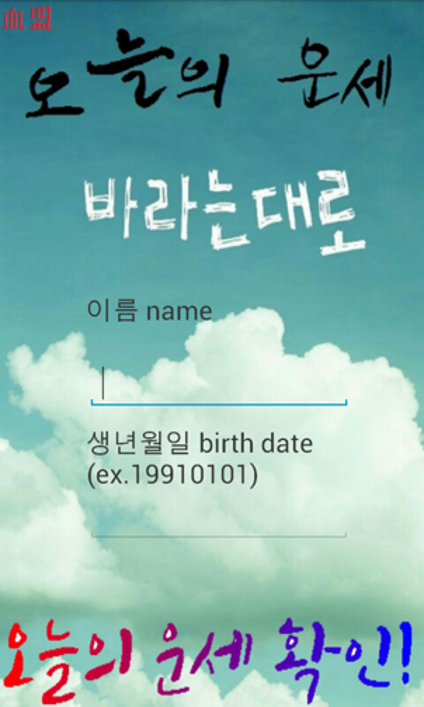 血盟
오늘의 운세
바라는대로
이름 name
생년월일 birth date
(ex.19910101)
오늘의 운세 확인!